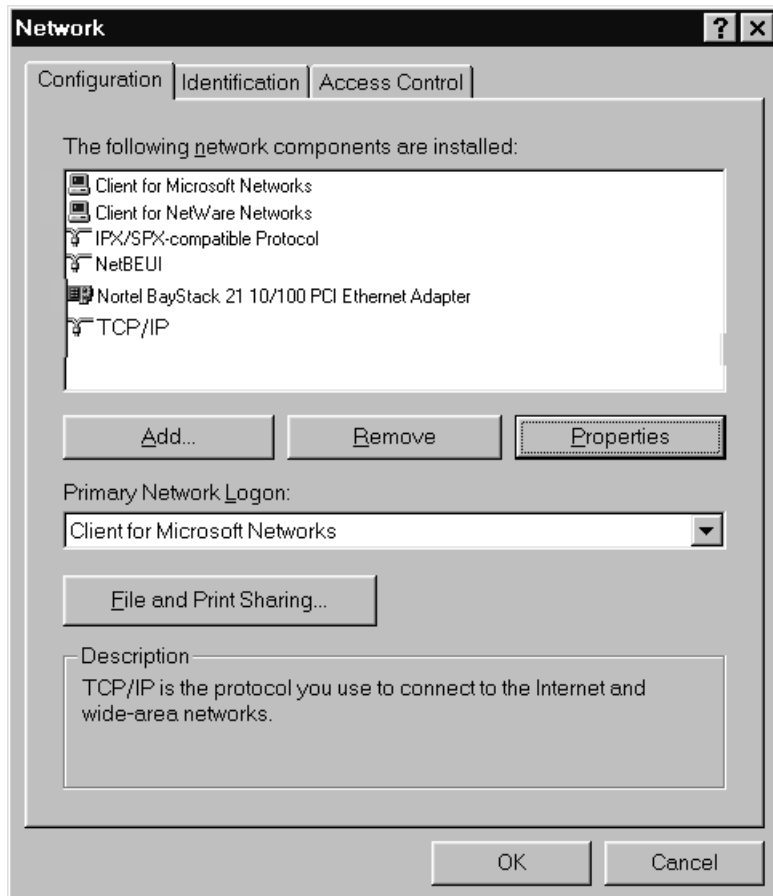 Network
Configuration Identification Access Control
The following network components are installed:
Client for Microsoft Networks
Client for NetWare Networks
IPX/SPX-compatible Protocol
NetBEUI
Nortel BayStack 21 10/100 PCI Ethernet Adapter
TCP/IP
Add... Remove Properties
Primary Network Logon:
Client for Microsoft Networks
File and Print Sharing...
Description
TCP/IP is the protocol you use to connect to the Internet and
wide-area networks.
OK Cancel